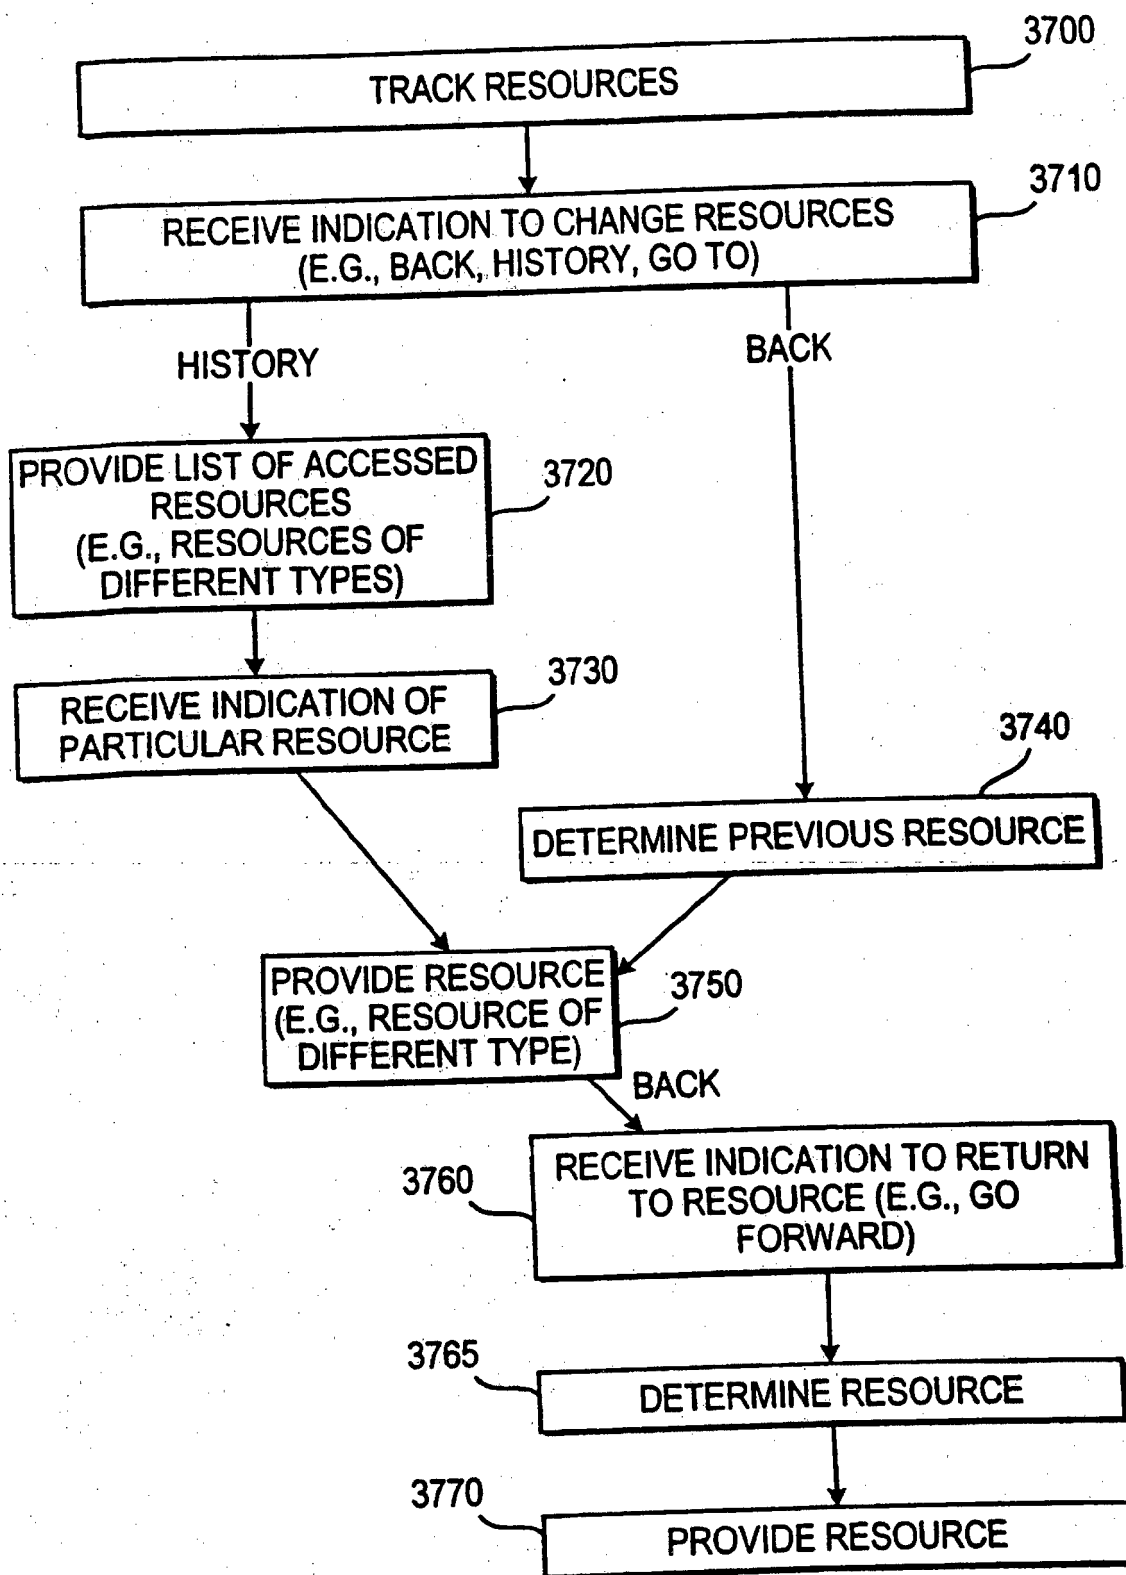 3700
TRACK RESOURCES
3710
RECEIVE INDICATION TO CHANGE RESOURCES
(E.G., BACK, HISTORY, GO TO)
HISTORY
BACK
PROVIDE LIST OF ACCESSED
RESOURCES
(E.G., RESOURCES OF
DIFFERENT TYPES)
3720
3730
RECEIVE INDICATION OF
PARTICULAR RESOURCE
3740
DETERMINE PREVIOUS RESOURCE
PROVIDE RESOURCE
(E.G., RESOURCE OF
DIFFERENT TYPE)
3750
BACK
3760
RECEIVE INDICATION TO RETURN
TO RESOURCE (E.G., GO
FORWARD)
3765
DETERMINE RESOURCE
3770
PROVIDE RESOURCE